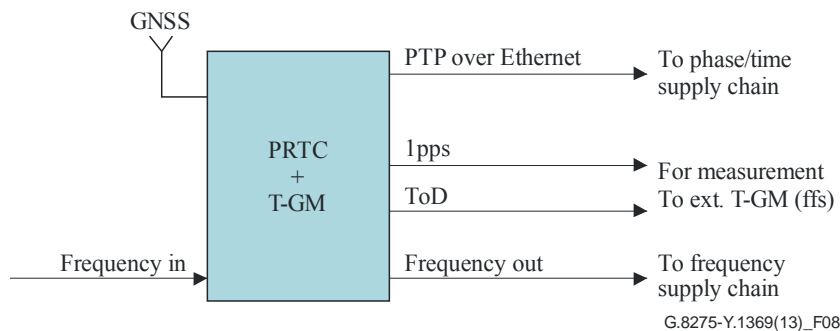 GNSS
PTP over Ethernet
To phase/time
supply chain
PRTC
+
T-GM
1pps
ToD
For measurement
To ext. T-GM (ffs)
Frequency in
Frequency out
To frequency
supply chain
G.8275-Y.1369(13)_F08